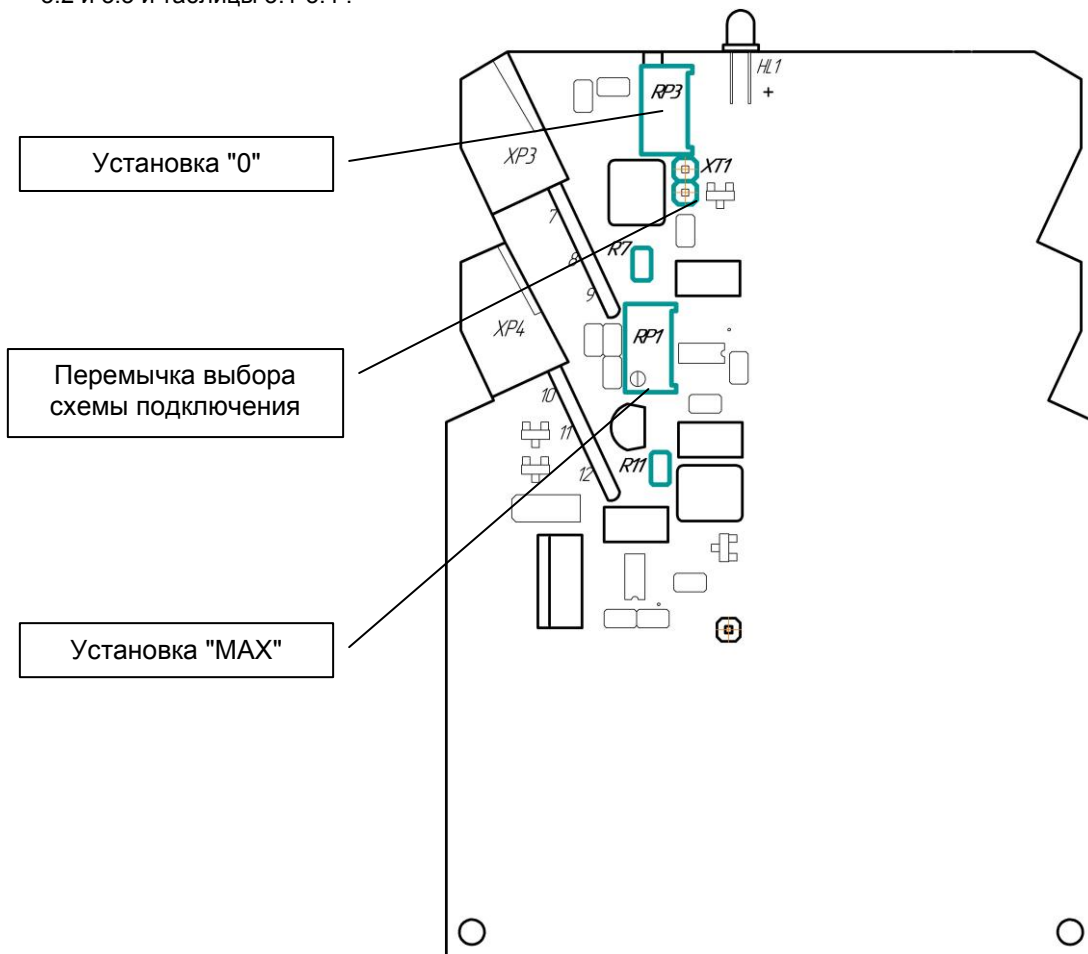 HL1
RP3
+
Установка "0"
XP3
XT1
7
R7
8
9
XP4
RP1
Перемычка выбора
схемы подключения
10
11
R11
12
Установка "MAX"